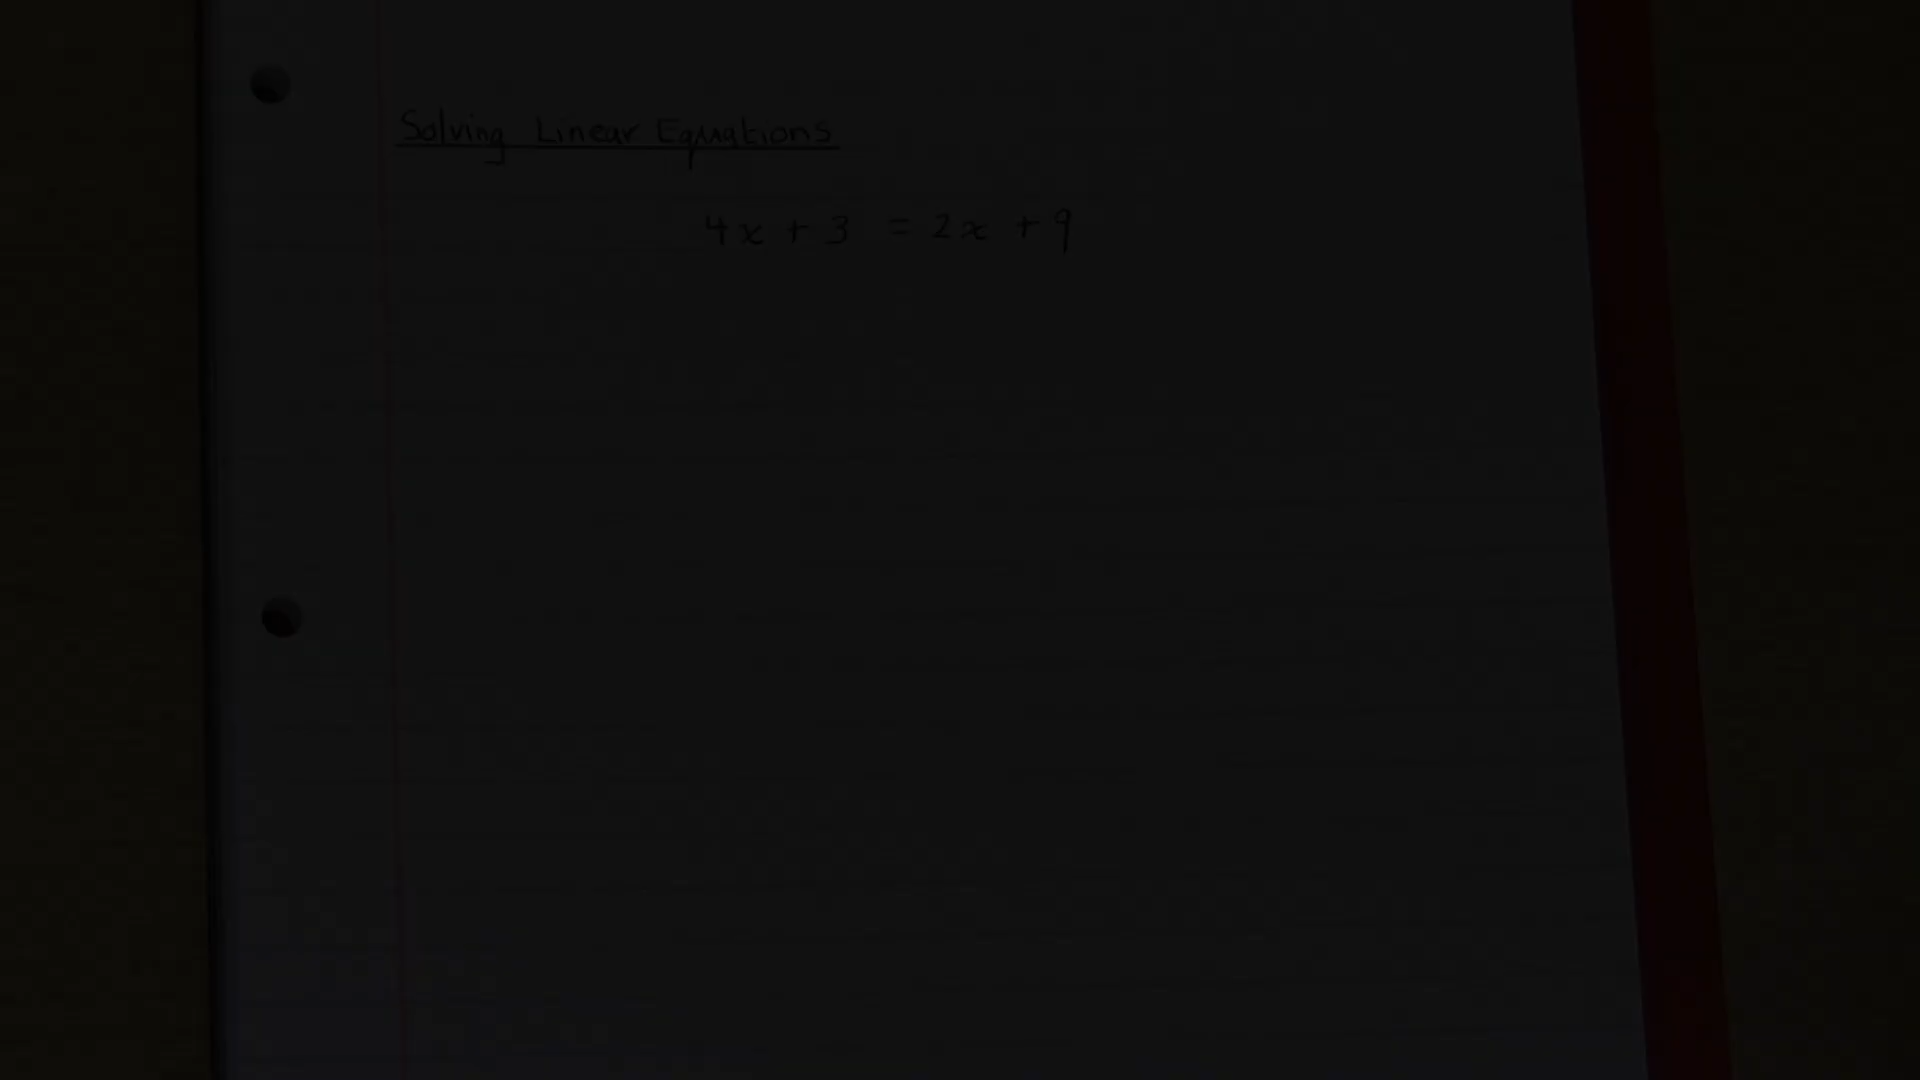 Solving Linear Equations
4x + 3 = 2x + 9